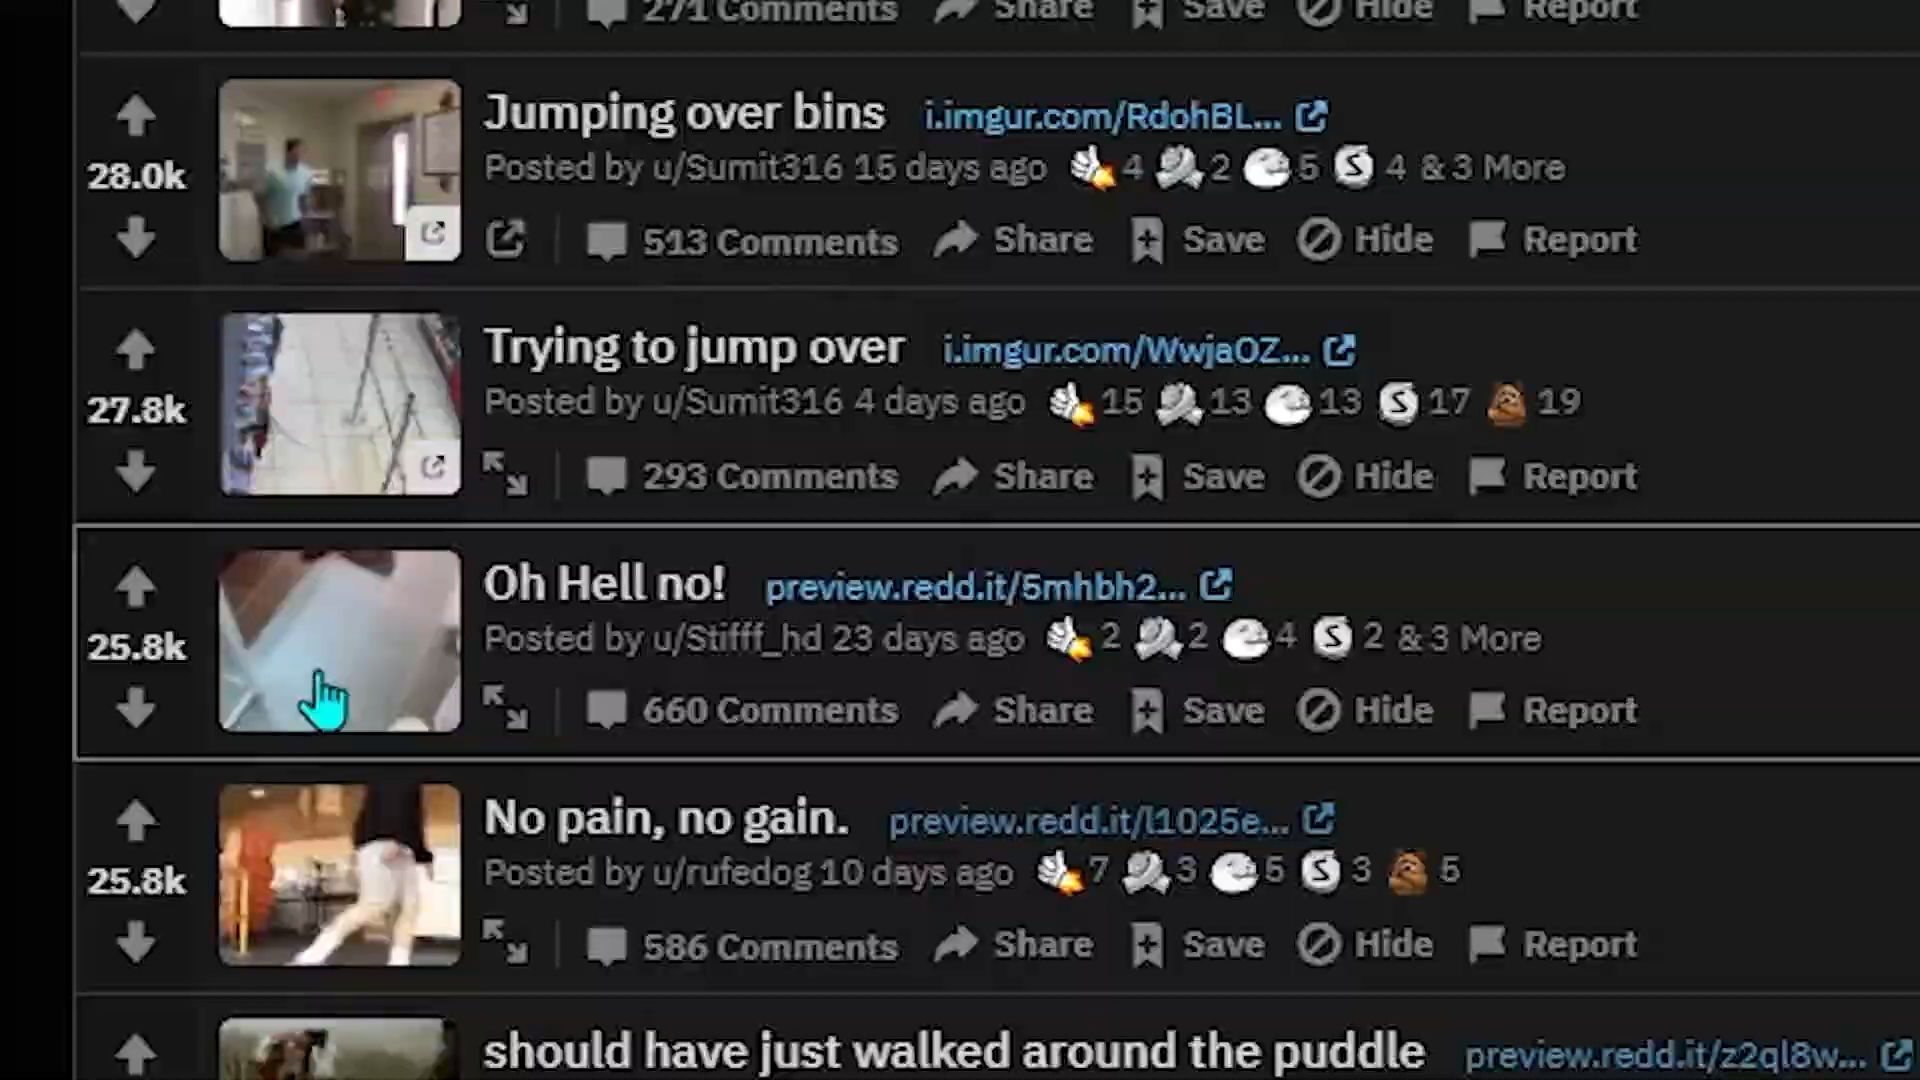 271 Comments Share Save Hide Report
Jumping over bins i.imgur.com/RdohBL...
28.0k
Posted by u/Sumit316 15 days ago 4 2 5 S 4 & 3 More
513 Comments Share Save Hide Report
Trying to jump over i.imgur.com/WwjaOZ...
27.8k
Posted by u/Sumit316 4 days ago 15 13 13 S 17 19
293 Comments Share Save Hide Report
Oh Hell no! preview.redd.it/5mhbh2...
25.8k
Posted by u/Stifff_hd 23 days ago 2 2 4 S 2 & 3 More
660 Comments Share Save Hide Report
No pain, no gain. preview.redd.it/l1025e...
25.8k
Posted by u/rufedog 10 days ago 7 3 5 S 3 5
586 Comments Share Save Hide Report
should have just walked around the puddle preview.redd.it/z2ql8w...